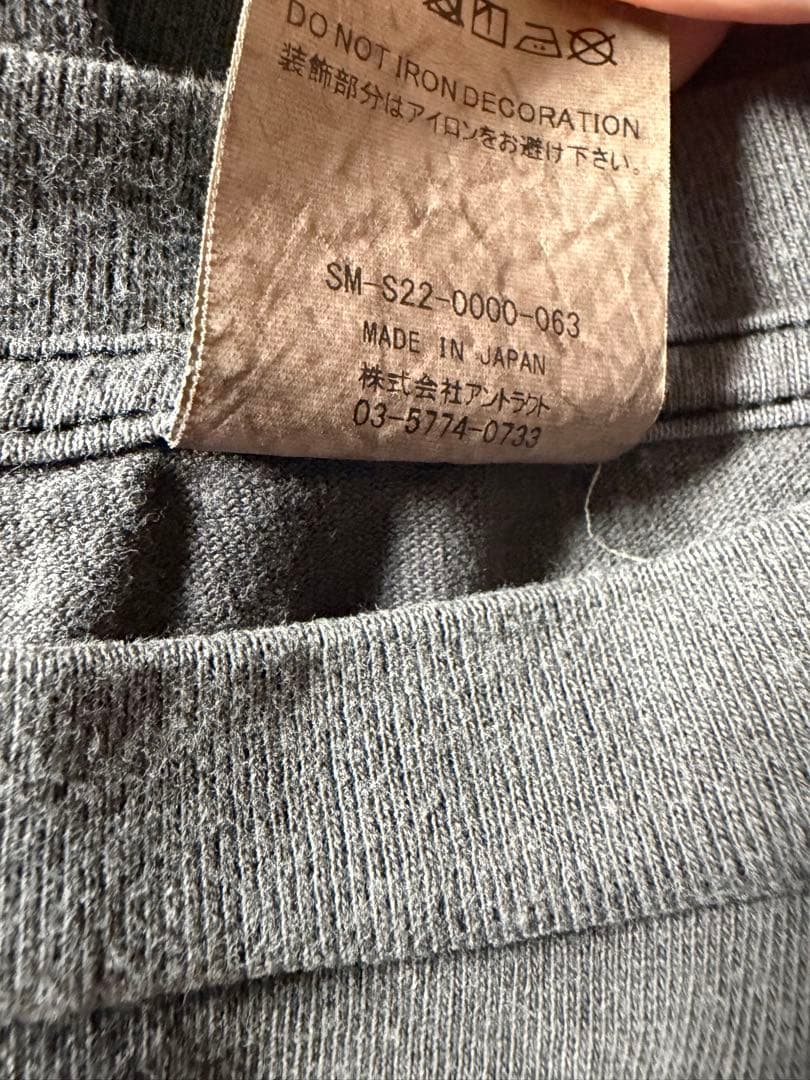 DO NOT IRON DECORATION
装飾部分はアイロンをお避け下さい。
SM-S22-0000-063
MADE IN JAPAN
株式会社アントラクト
03-5774-0733